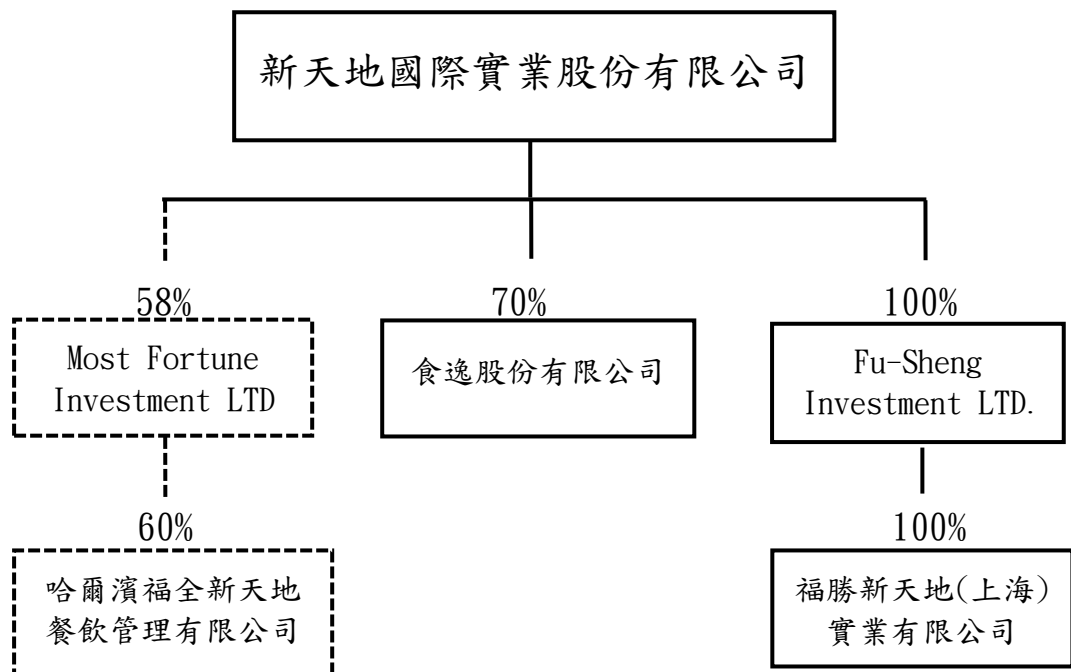 新天地國際實業股份有限公司
58%
70%
100%
Most Fortune
Investment LTD
食逸股份有限公司
Fu-Sheng
Investment LTD.
60%
100%
哈爾濱福全新天地
餐飲管理有限公司
福勝新天地(上海)
實業有限公司